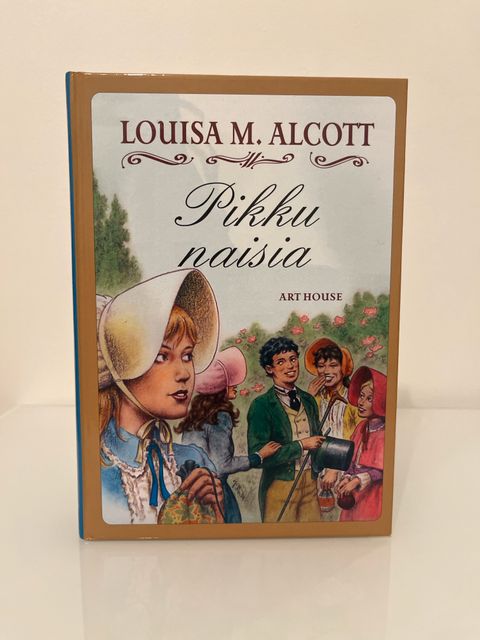 LOUISA M. ALCOTT
Pikku
naisia
ART HOUSE